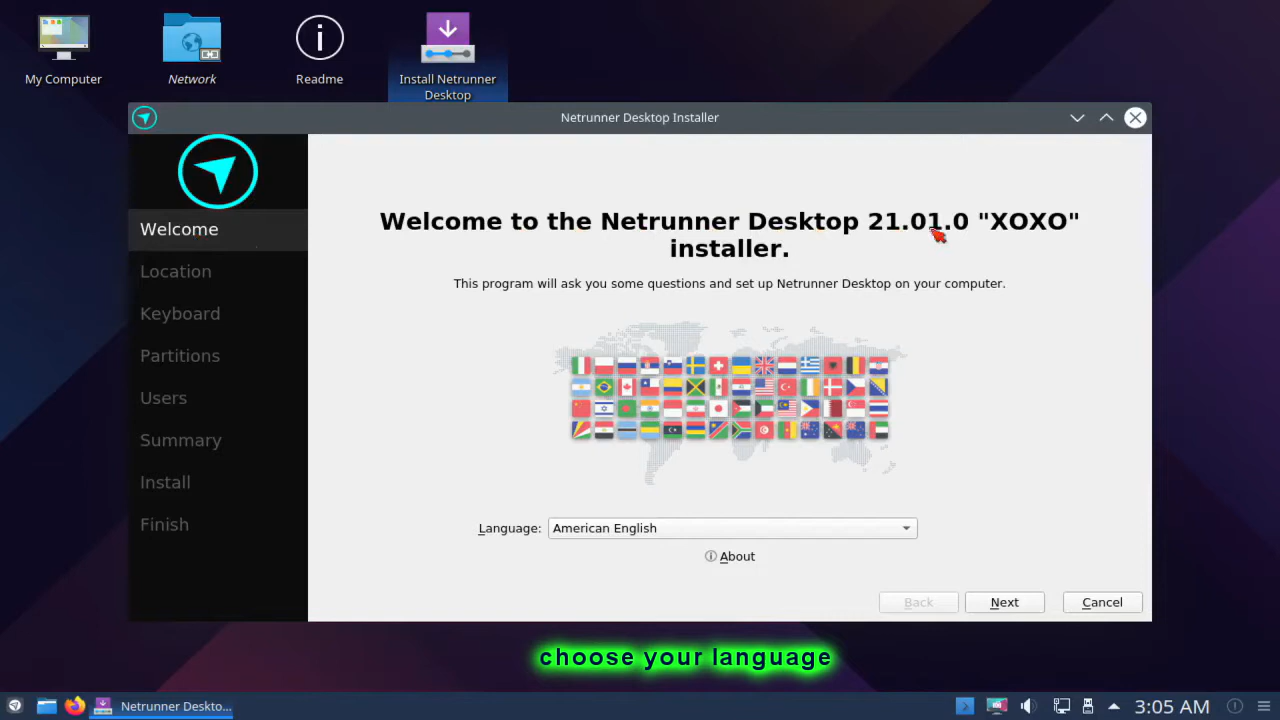 My Computer
Network
Readme
Install Netrunner
Desktop
Netrunner Desktop Installer
Welcome
Location
Keyboard
Partitions
Users
Summary
Install
Finish
Welcome to the Netrunner Desktop 21.01.0 "XOXO"
installer.
This program will ask you some questions and set up Netrunner Desktop on your computer.
Language: American English
About
Back Next Cancel
choose your language
Netrunner Deskto...
3:05 AM